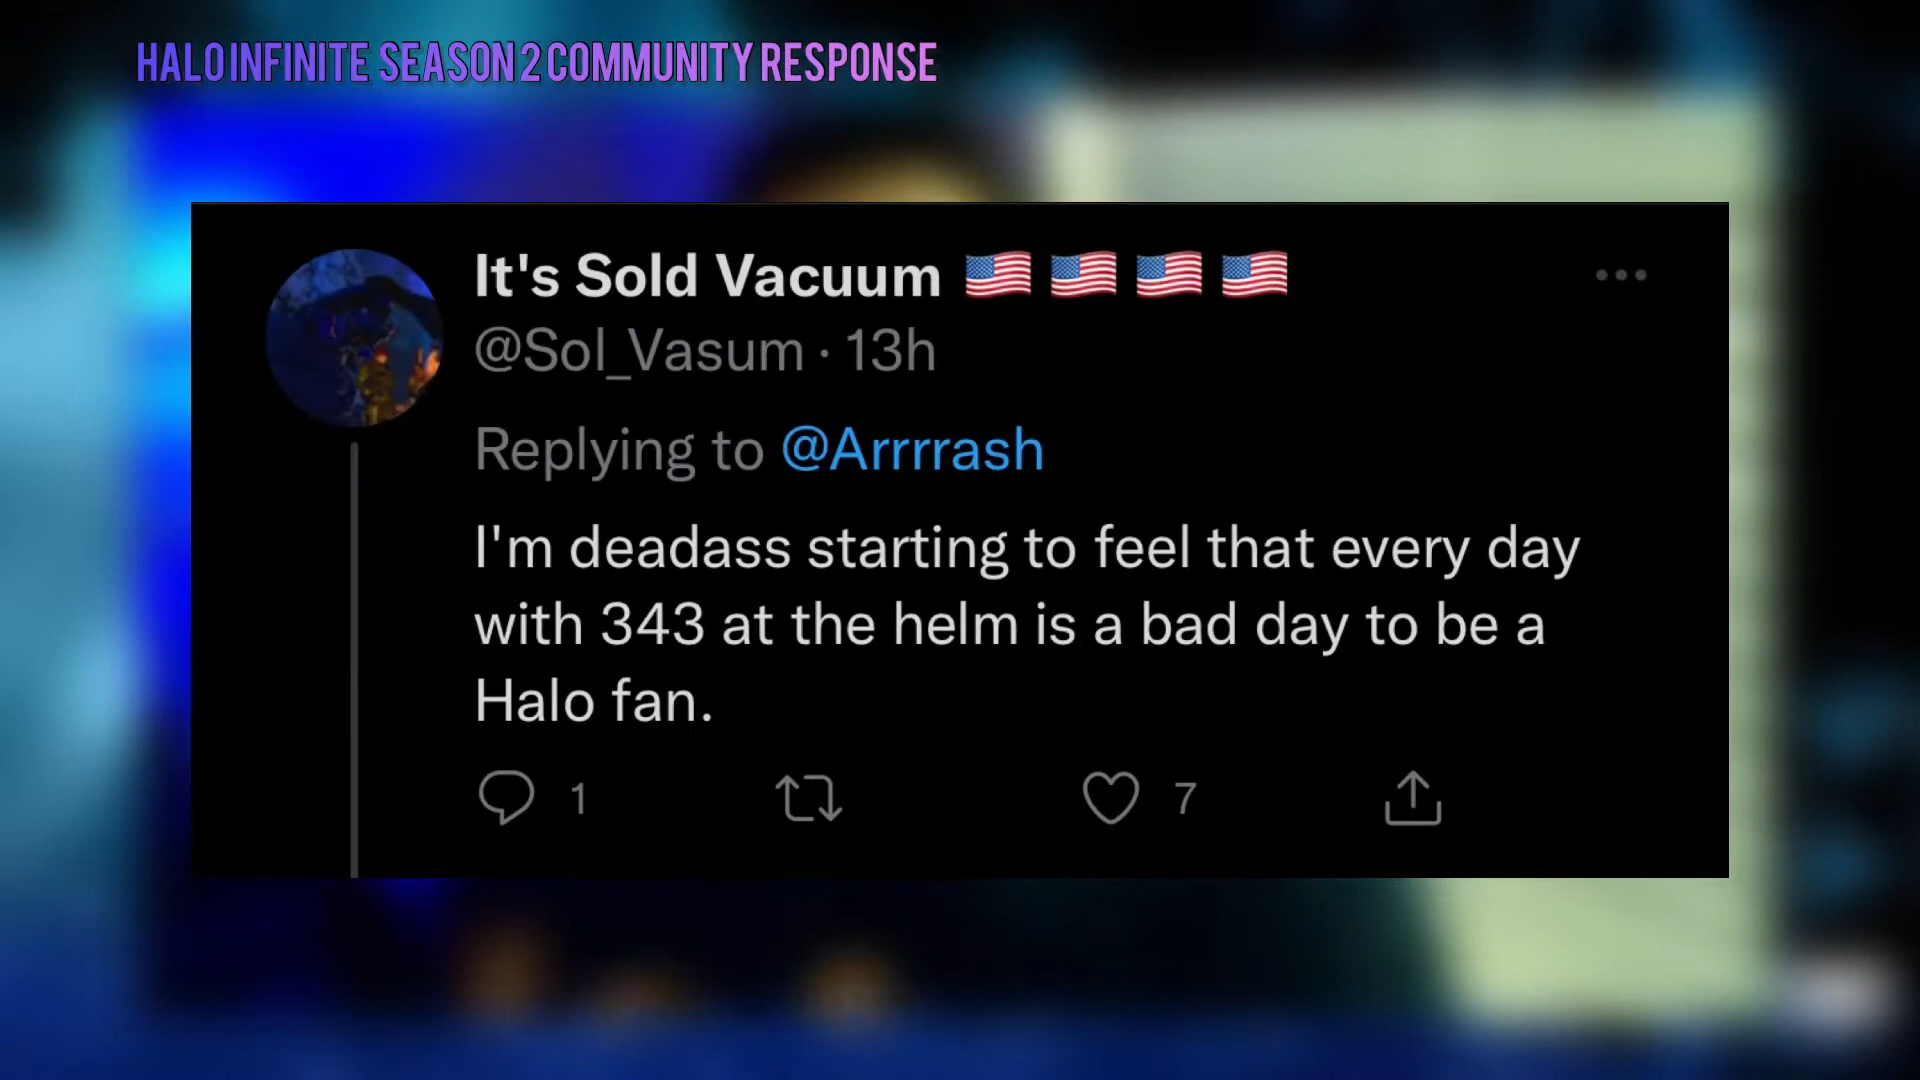 HALO INFINITE SEASON 2 COMMUNITY RESPONSE
It's Sold Vacuum 🇺🇸 🇺🇸 🇺🇸 🇺🇸
@Sol_Vasum · 13h
Replying to @Arrrrash
I'm deadass starting to feel that every day
with 343 at the helm is a bad day to be a
Halo fan.
1 7